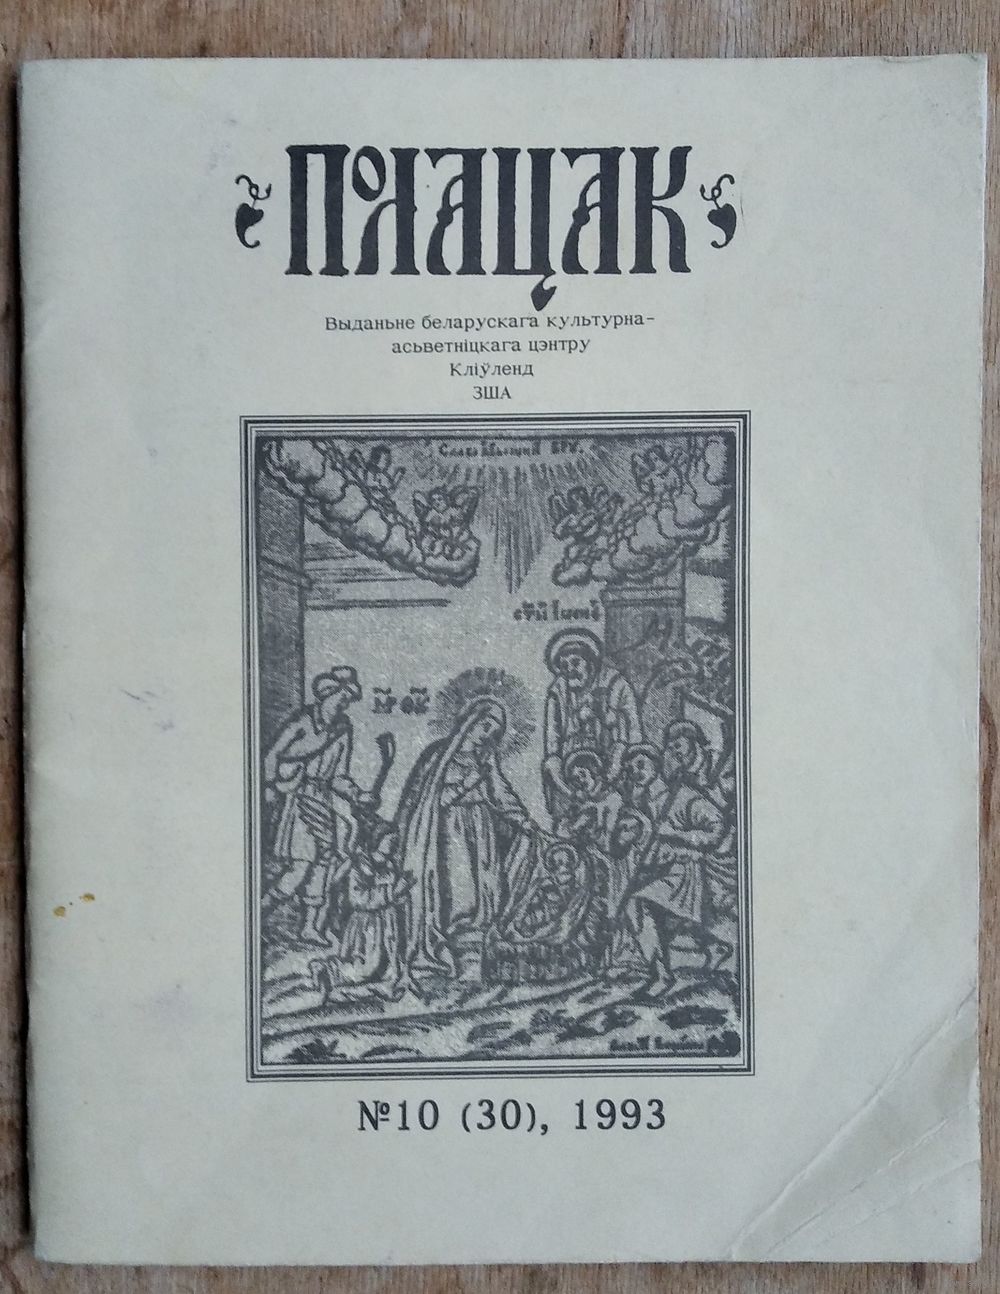 Полацак
Выданьне беларускага культурна-
асьветніцкага цэнтру
Кліўленд
ЗША
№10 (30), 1993